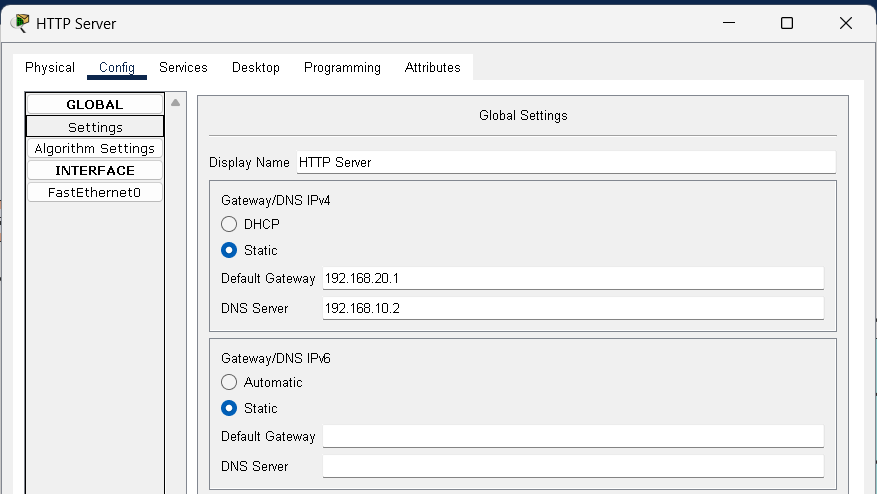 HTTP Server
Physical Config Services Desktop Programming Attributes
GLOBAL
Settings
Algorithm Settings
INTERFACE
FastEthernet0
Global Settings
Display Name HTTP Server
Gateway/DNS IPv4
DHCP
Static
Default Gateway 192.168.20.1
DNS Server 192.168.10.2
Gateway/DNS IPv6
Automatic
Static
Default Gateway
DNS Server